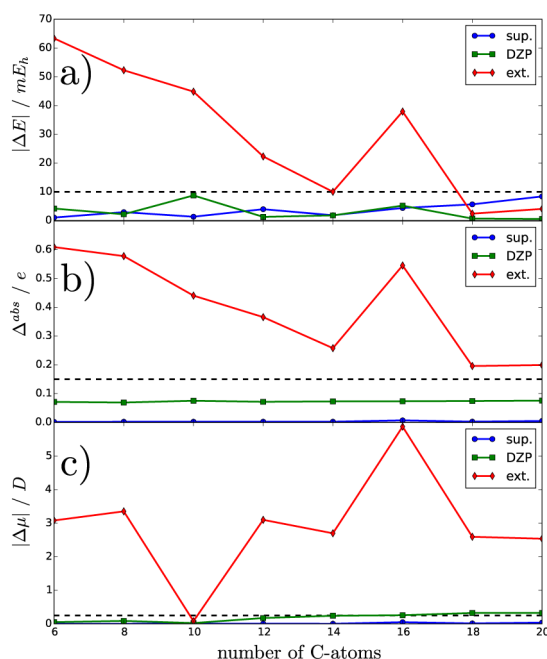 70
60
50
40
30
20
10
0
|ΔE| / mE_h
a)
sup.
DZP
ext.
0.6
0.5
0.4
0.3
0.2
0.1
0.0
Δ^abs / e
b)
sup.
DZP
ext.
5
4
3
2
1
0
|Δμ| / D
c)
sup.
DZP
ext.
6 8 10 12 14 16 18 20
number of C-atoms